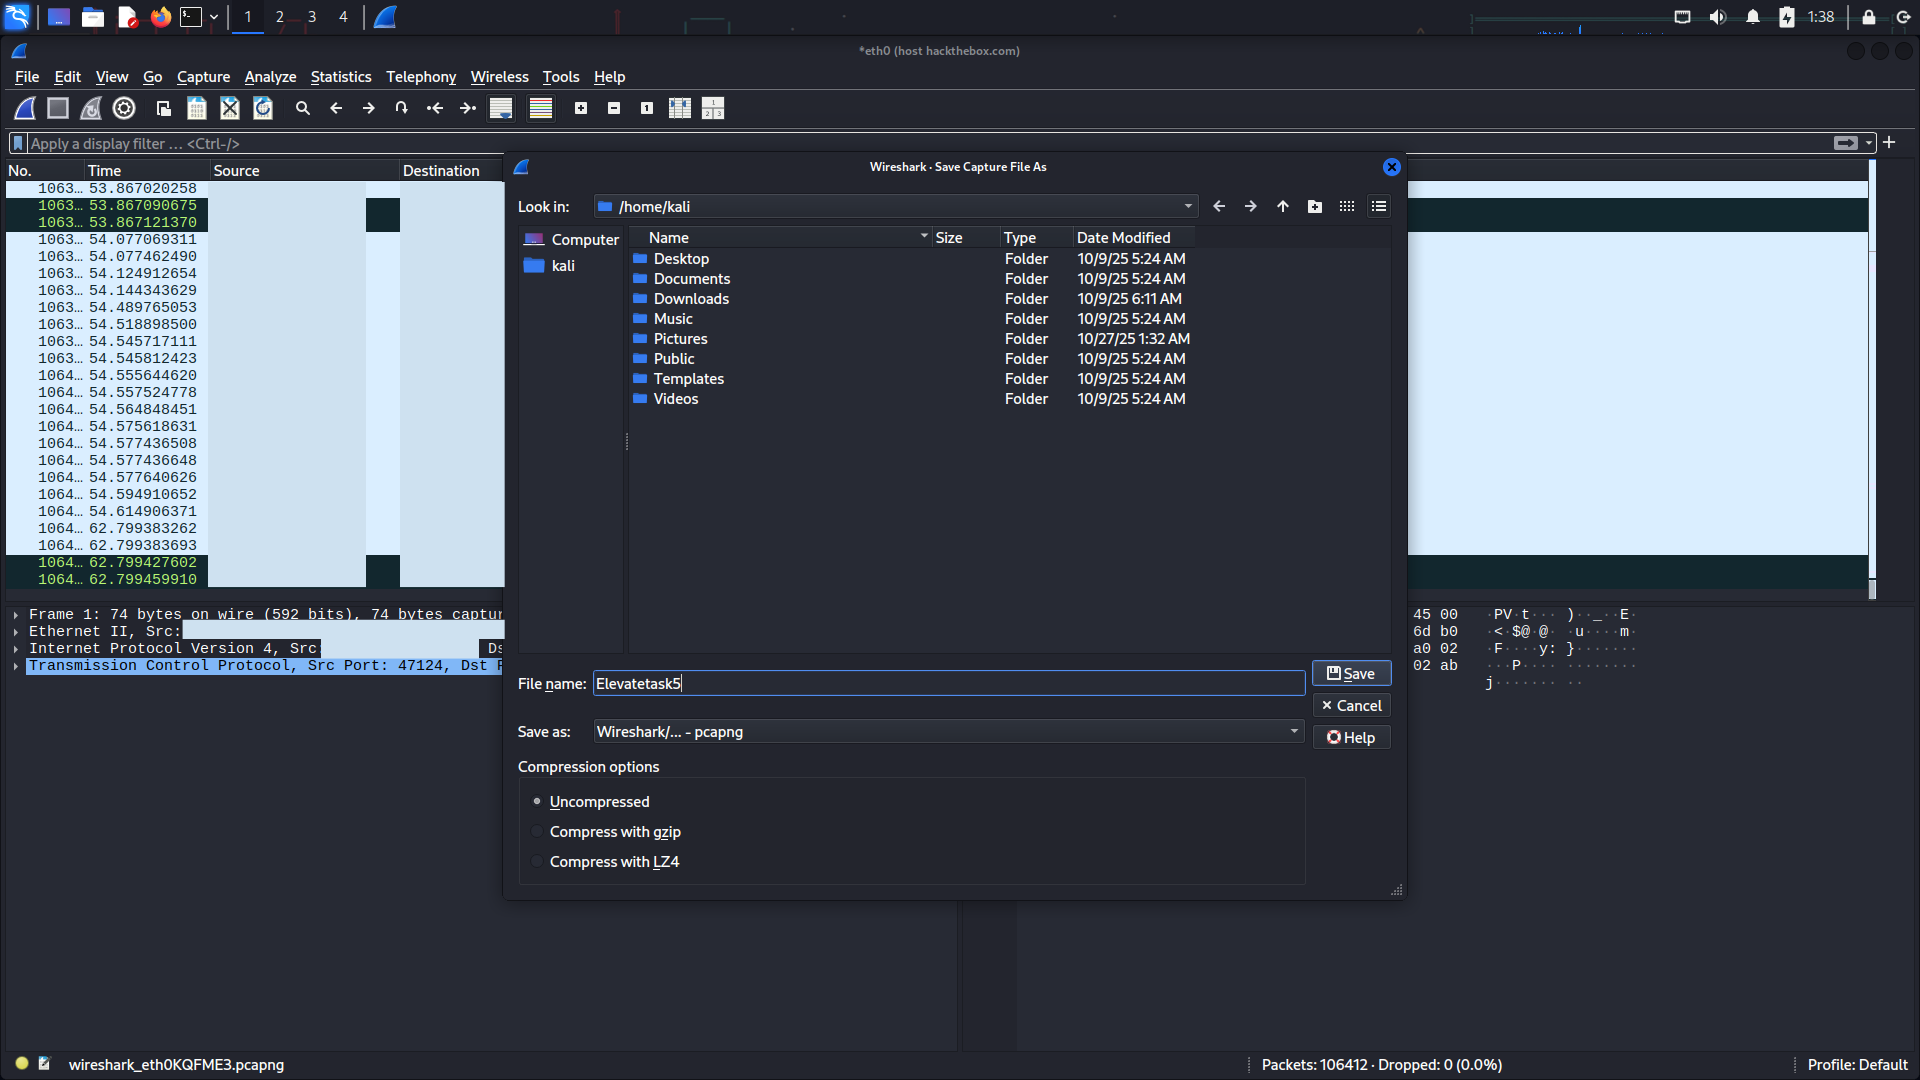 1 2 3 4 1:38
*eth0 (host hackthebox.com)
File Edit View Go Capture Analyze Statistics Telephony Wireless Tools Help
Apply a display filter … <Ctrl-/>
No. Time Source Destination
1063… 53.867020258
1063… 53.867090675
1063… 53.867121370
1063… 54.077069311
1063… 54.077462490
1063… 54.124912654
1063… 54.144343629
1063… 54.489765053
1063… 54.518898500
1063… 54.545717111
1063… 54.545812423
1064… 54.555644620
1064… 54.557524778
1064… 54.564848451
1064… 54.575618631
1064… 54.577436508
1064… 54.577436648
1064… 54.577640626
1064… 54.594910652
1064… 54.614906371
1064… 62.799383262
1064… 62.799383693
1064… 62.799427602
1064… 62.799459910
Wireshark · Save Capture File As
Look in: /home/kali
Computer
kali
Name Size Type Date Modified
Desktop Folder 10/9/25 5:24 AM
Documents Folder 10/9/25 5:24 AM
Downloads Folder 10/9/25 6:11 AM
Music Folder 10/9/25 5:24 AM
Pictures Folder 10/27/25 1:32 AM
Public Folder 10/9/25 5:24 AM
Templates Folder 10/9/25 5:24 AM
Videos Folder 10/9/25 5:24 AM
File name: Elevatetask5
Save
Cancel
Save as: Wireshark/... - pcapng
Help
Compression options
Uncompressed
Compress with gzip
Compress with LZ4
Frame 1: 74 bytes on wire (592 bits), 74 bytes captur
Ethernet II, Src:
Internet Protocol Version 4, Src: Ds
Transmission Control Protocol, Src Port: 47124, Dst P
45 00 ·PV·t··· )··_··E·
6d b0 ·<·$@·@· ·u····m·
a0 02 ·F····y: }·······
02 ab ···P···· ········
j······· ··
wireshark_eth0KQFME3.pcapng
Packets: 106412 · Dropped: 0 (0.0%)
Profile: Default